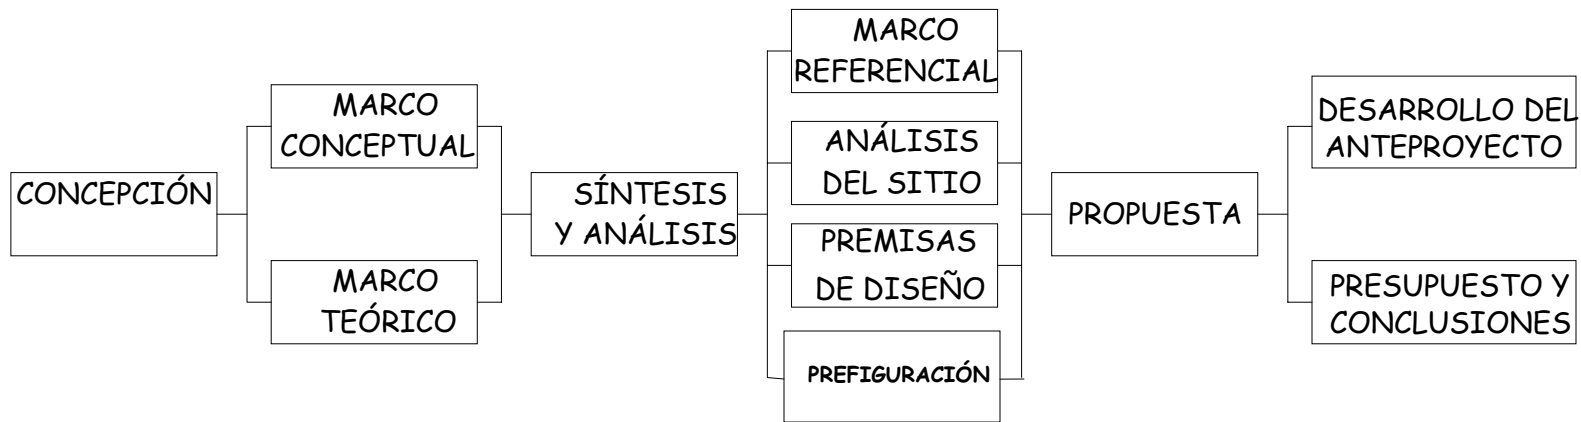 CONCEPCIÓN
MARCO
CONCEPTUAL
MARCO
TEÓRICO
SÍNTESIS
Y ANÁLISIS
MARCO
REFERENCIAL
ANÁLISIS
DEL SITIO
PREMISAS
DE DISEÑO
PREFIGURACIÓN
PROPUESTA
DESARROLLO DEL
ANTEPROYECTO
PRESUPUESTO Y
CONCLUSIONES